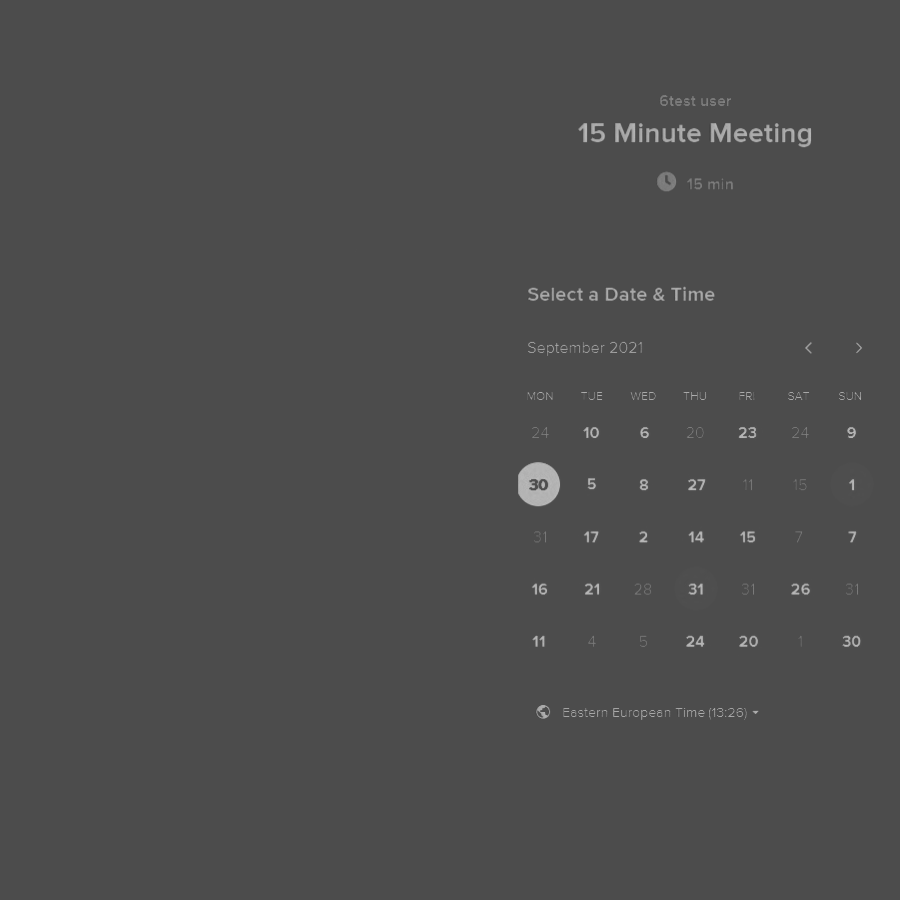 6test user
15 Minute Meeting
15 min
Select a Date & Time
September 2021
MON TUE WED THU FRI SAT SUN
24 10 6 20 23 24 9
30 5 8 27 11 15 1
31 17 2 14 15 7 7
16 21 28 31 31 26 31
11 4 5 24 20 1 30
Eastern European Time (13:26)